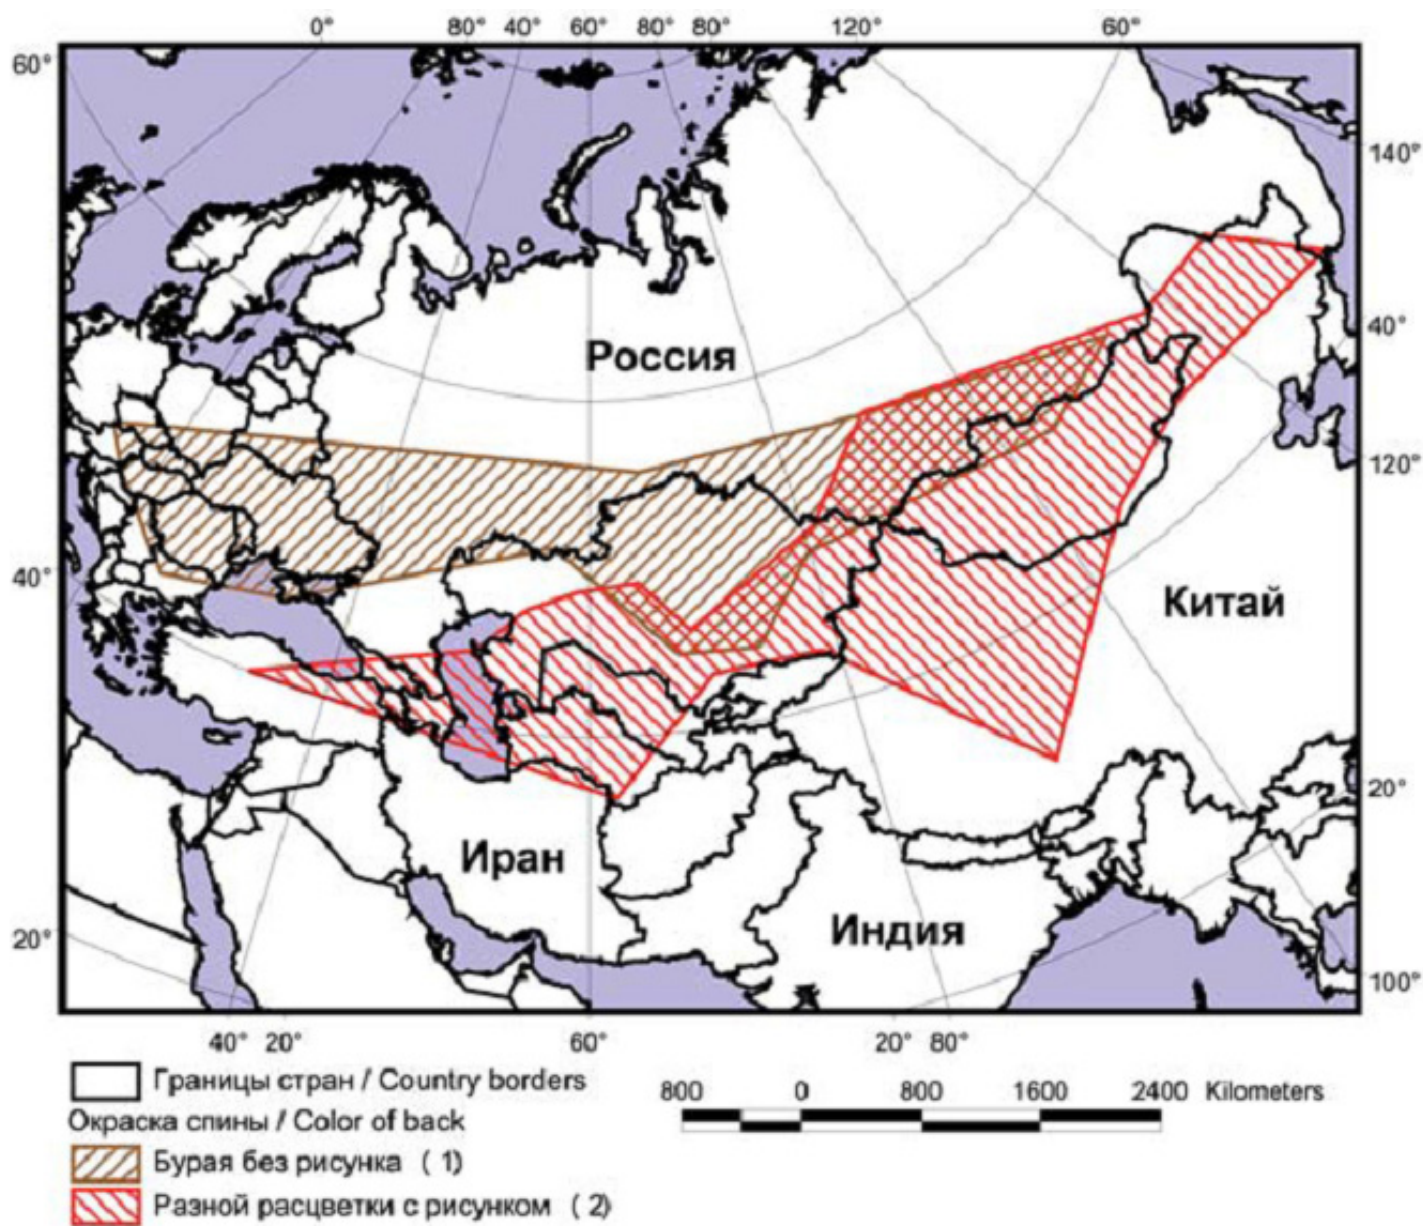 0° 80° 40° 60° 80° 80° 120° 60°
60°
140°
Россия
40°
120°
40°
Китай
20°
Иран
Индия
20°
100°
40° 20° 60° 20° 80°
Границы стран / Country borders
800 0 800 1600 2400 Kilometers
Окраска спины / Color of back
Бурая без рисунка ( 1)
Разной расцветки с рисунком ( 2)